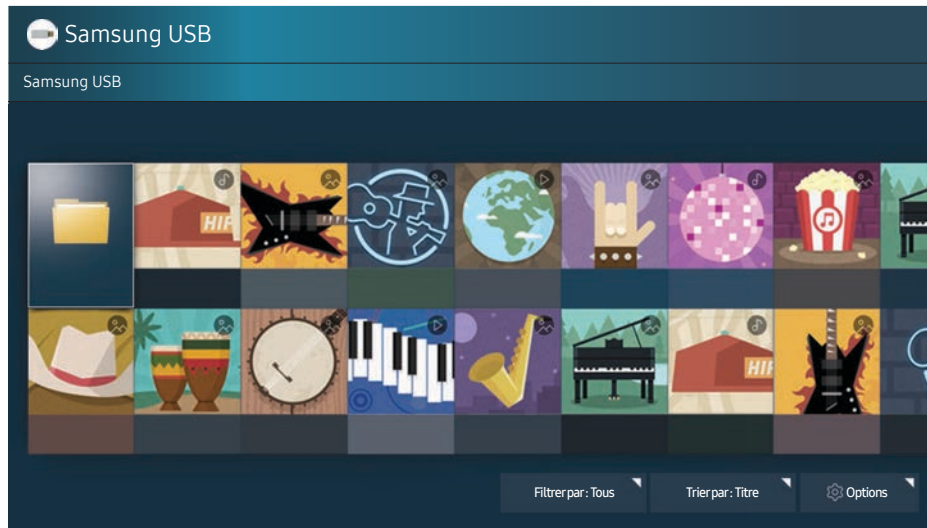 Samsung USB
Samsung USB
HIF
HIF
Filtrer par : Tous
Trier par : Titre
Options